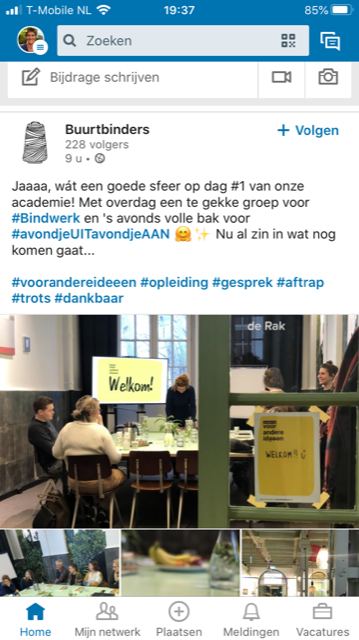 T-Mobile NL 19:37 85%
Zoeken
Bijdrage schrijven
Buurtbinders
+ Volgen
228 volgers
9 u •
Jaaaa, wát een goede sfeer op dag #1 van onze
academie! Met overdag een te gekke groep voor
#Bindwerk en 's avonds volle bak voor
#avondjeUITavondjeAAN 🤗✨ Nu al zin in wat nog
komen gaat...
#voorandereideeen #opleiding #gesprek #aftrap
#trots #dankbaar
de Rak
Welkom!
voor
andere
ideeën
WELKOM!!
Home Mijn netwerk Plaatsen Meldingen Vacatures